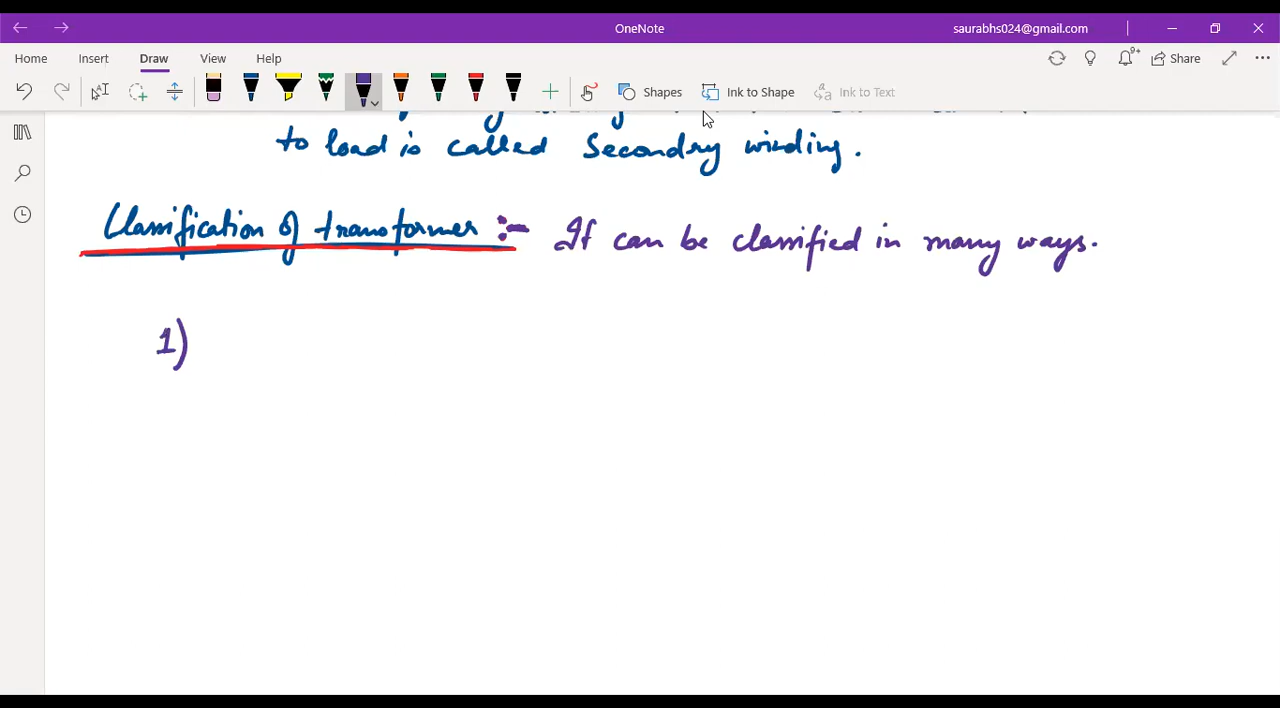 OneNote
saurabhs024@gmail.com
Home Insert Draw View Help
Share
Shapes Ink to Shape Ink to Text
to load is called Secondry winding.
Classification of transformer :- It can be classified in many ways.
1)